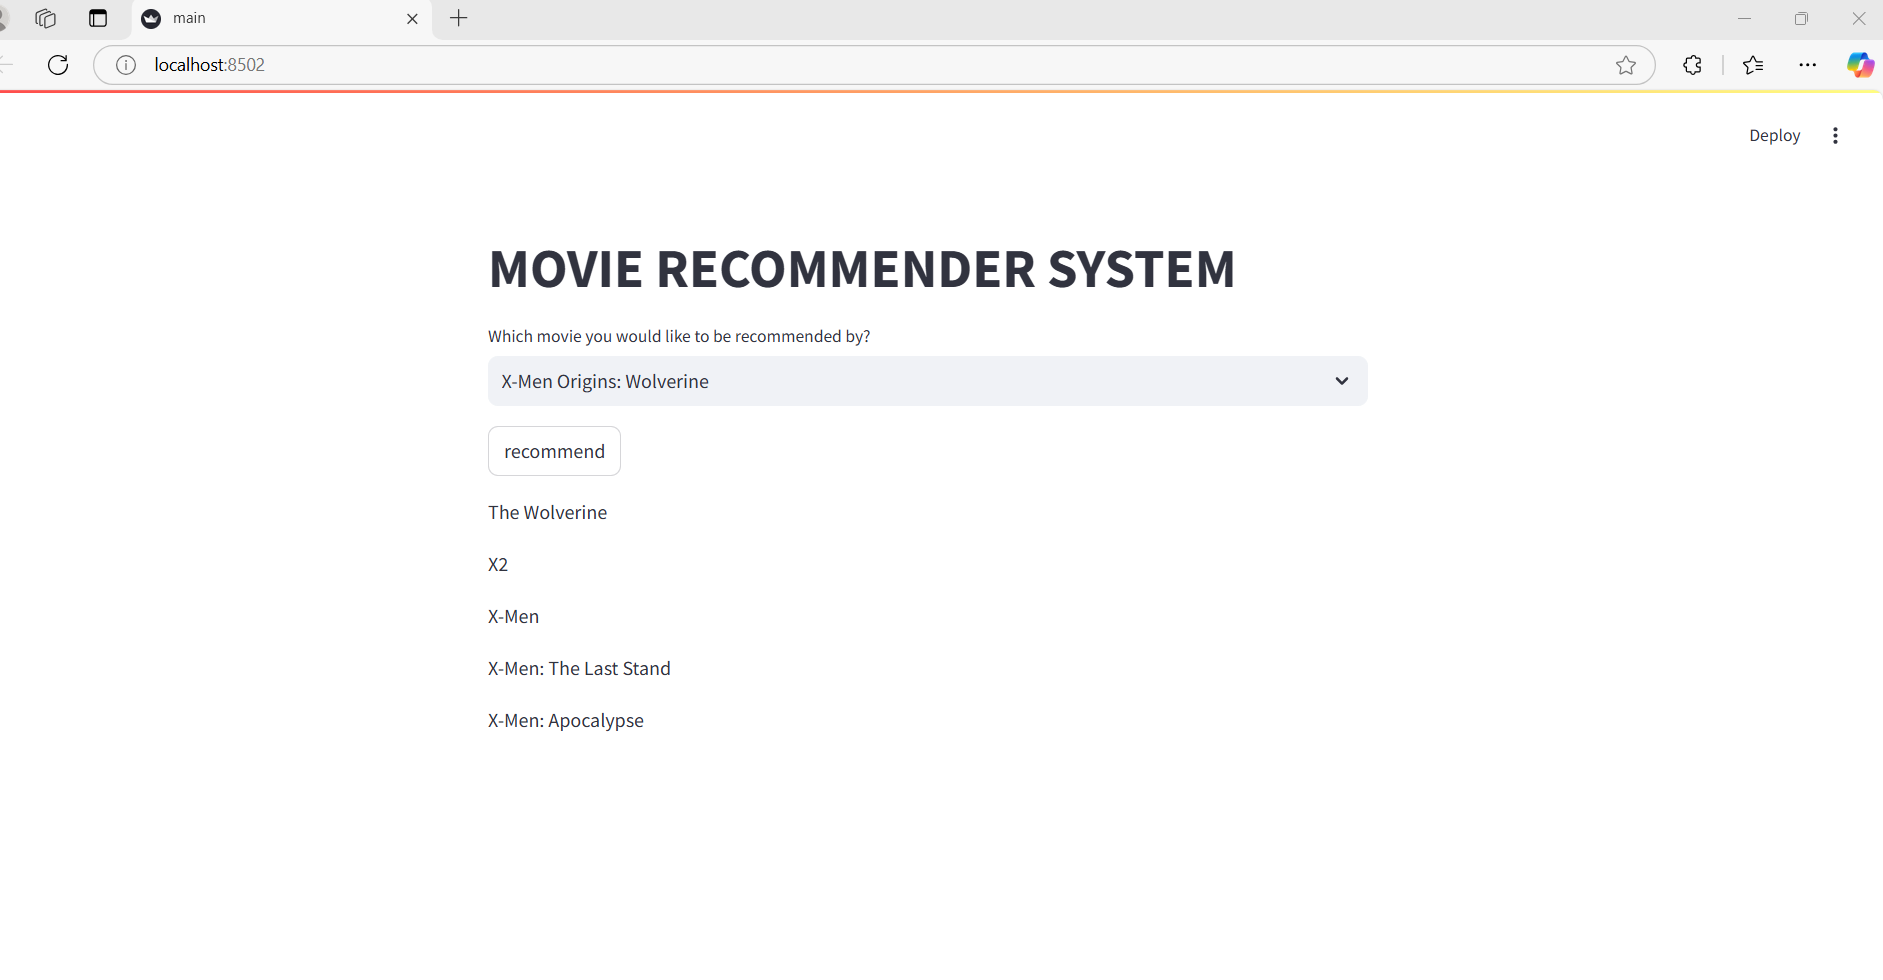 main
localhost:8502
Deploy
MOVIE RECOMMENDER SYSTEM
Which movie you would like to be recommended by?
X-Men Origins: Wolverine
recommend
The Wolverine
X2
X-Men
X-Men: The Last Stand
X-Men: Apocalypse